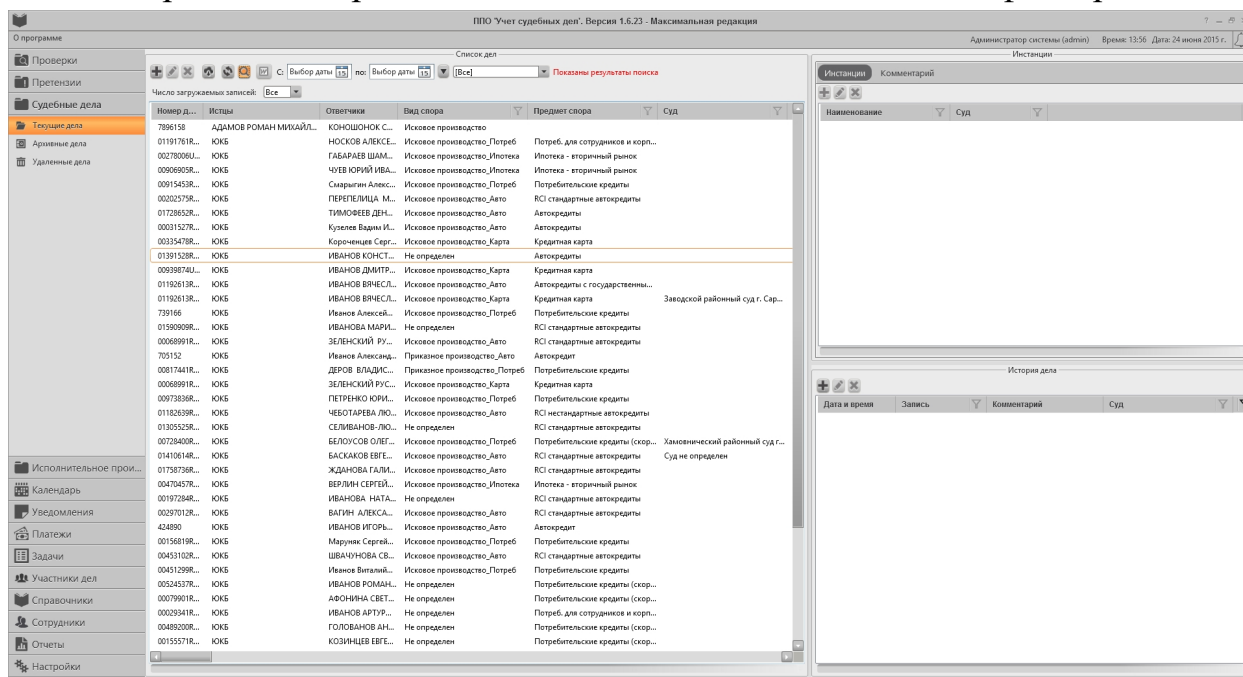 ППО 'Учет судебных дел'. Версия 1.6.23 - Максимальная редакция
О программе
Администратор системы (admin) Время: 13:56 Дата: 24 июня 2015 г.
Проверки
Претензии
Судебные дела
Текущие дела
Архивные дела
Удаленные дела
Исполнительное прои...
Календарь
Уведомления
Платежи
Задачи
Участники дел
Справочники
Сотрудники
Отчеты
Настройки
Список дел
С: Выбор даты 15 по: Выбор даты 15 [Все] Показаны результаты поиска
Число загружаемых записей: Все
Номер д... Истцы Ответчики Вид спора Предмет спора Суд
7896158 АДАМОВ РОМАН МИХАЙЛ... КОНОШОНОК С... Исковое производство
01191761R... ЮКБ НОСКОВ АЛЕКСЕ... Исковое производство_Потреб Потреб. для сотрудников и корп...
00278006U... ЮКБ ГАБАРАЕВ ШАМ... Исковое производство_Ипотека Ипотека - вторичный рынок
00906905R... ЮКБ ЧУЕВ ЮРИЙ ИВА... Исковое производство_Ипотека Ипотека - вторичный рынок
00915453R... ЮКБ Смарыгин Алекс... Исковое производство_Потреб Потребительские кредиты
00202575R... ЮКБ ПЕРЕПЕЛИЦА М... Исковое производство_Авто RCI стандартные автокредиты
01728652R... ЮКБ ТИМОФЕЕВ ДЕН... Исковое производство_Авто Автокредиты
00031527R... ЮКБ Кузелев Вадим И... Исковое производство_Авто Автокредиты
00335478R... ЮКБ Короченцев Серг... Исковое производство_Карта Кредитная карта
01391528R... ЮКБ ИВАНОВ КОНСТ... Не определен Автокредиты
00939874U... ЮКБ ИВАНОВ ДМИТР... Исковое производство_Карта Кредитная карта
01192613R... ЮКБ ИВАНОВ ВЯЧЕСЛ... Исковое производство_Авто Автокредиты с государственны...
01192613R... ЮКБ ИВАНОВ ВЯЧЕСЛ... Исковое производство_Карта Кредитная карта Заводской районный суд г. Сар...
739166 ЮКБ Иванов Алексей... Исковое производство_Потреб Потребительские кредиты
01590909R... ЮКБ ИВАНОВА МАРИ... Не определен RCI стандартные автокредиты
00068991R... ЮКБ ЗЕЛЕНСКИЙ РУ... Исковое производство_Авто RCI стандартные автокредиты
705152 ЮКБ Иванов Александ... Приказное производство_Авто Автокредит
00817441R... ЮКБ ДЕРОВ ВЛАДИС... Приказное производство_Потреб Потребительские кредиты
00068991R... ЮКБ ЗЕЛЕНСКИЙ РУС... Исковое производство_Карта Кредитная карта
00973836R... ЮКБ ПЕТРЕНКО ЮРИ... Исковое производство_Потреб Потребительские кредиты
01182639R... ЮКБ ЧЕБОТАРЕВА ЛЮ... Исковое производство_Авто RCI нестандартные автокредиты
01305525R... ЮКБ СЕЛИВАНОВ-ЛЮ... Не определен RCI стандартные автокредиты
00728400R... ЮКБ БЕЛОУСОВ ОЛЕГ... Исковое производство_Потреб Потребительские кредиты (скор... Хамовнический районный суд г...
01410614R... ЮКБ БАСКАКОВ ЕВГЕ... Исковое производство_Авто RCI стандартные автокредиты Суд не определен
01758736R... ЮКБ ЖДАНОВА ГАЛИ... Исковое производство_Авто RCI стандартные автокредиты
00470457R... ЮКБ ВЕРЛИН СЕРГЕЙ... Исковое производство_Ипотека Ипотека - вторичный рынок
00197284R... ЮКБ ИВАНОВА НАТА... Не определен RCI стандартные автокредиты
00297012R... ЮКБ ВАГИН АЛЕКСА... Исковое производство_Авто RCI стандартные автокредиты
424890 ЮКБ ИВАНОВ ИГОРЬ... Исковое производство_Авто Автокредит
00156819R... ЮКБ Маруняк Сергей... Исковое производство_Потреб Потребительские кредиты
00453102R... ЮКБ ШВАЧУНОВА СВ... Исковое производство_Авто RCI стандартные автокредиты
00451299R... ЮКБ Иванов Виталий... Исковое производство_Потреб Потребительские кредиты
00524537R... ЮКБ ИВАНОВ РОМАН... Не определен Потребительские кредиты (скор...
00079901R... ЮКБ АФОНИНА СВЕТ... Не определен Потребительские кредиты (скор...
00029341R... ЮКБ ИВАНОВ АРТУР... Не определен Потреб. для сотрудников и корп...
00489200R... ЮКБ ГОЛОВАНОВ АН... Не определен Потребительские кредиты (скор...
00155571R... ЮКБ КОЗИНЦЕВ ЕВГЕ... Не определен Потребительские кредиты (скор...
Инстанции
Инстанции Комментарий
Наименование Суд
История дела
Дата и время Запись Комментарий Суд